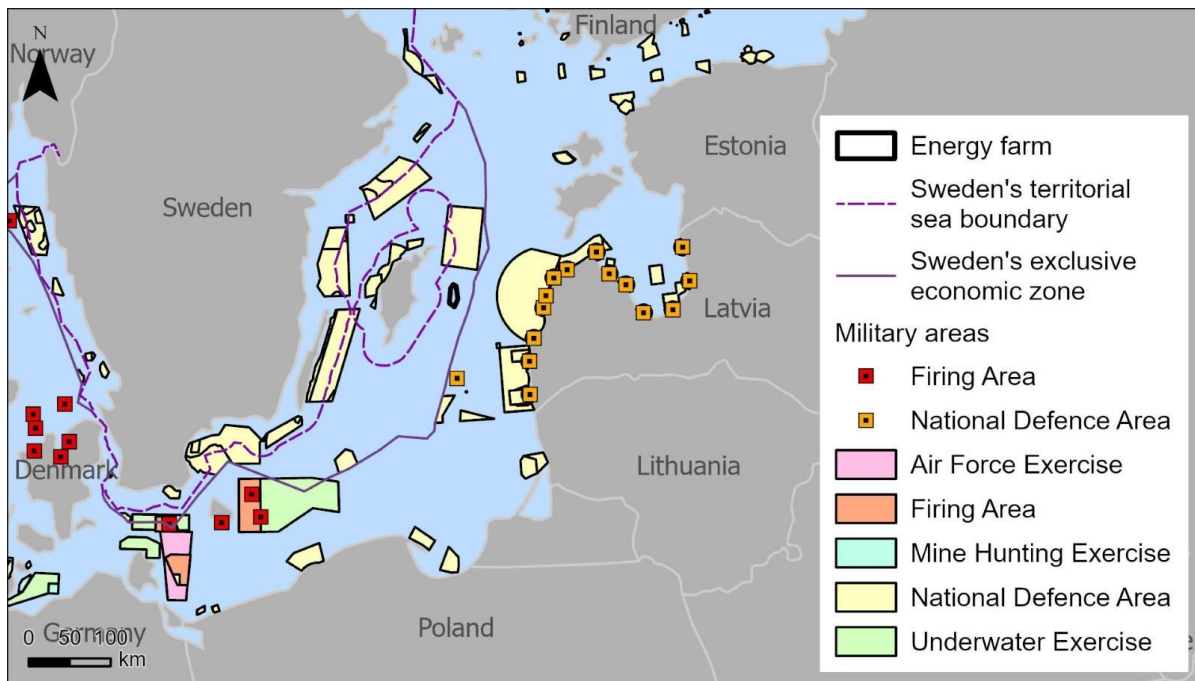 Finland
Norway
N
Estonia
Sweden
Latvia
Lithuania
Denmark
Poland
Germany
0 50 100
km
Energy farm
Sweden's territorial
sea boundary
Sweden's exclusive
economic zone
Military areas
Firing Area
National Defence Area
Air Force Exercise
Firing Area
Mine Hunting Exercise
National Defence Area
Underwater Exercise